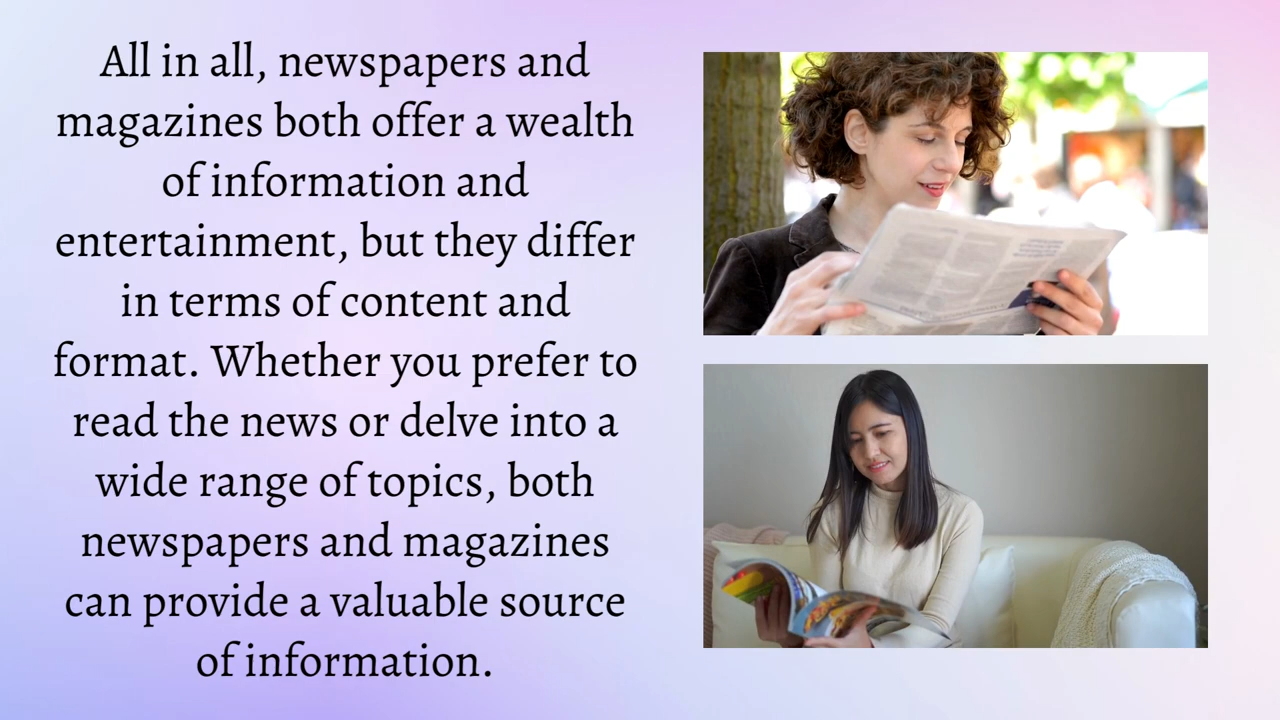 All in all, newspapers and
magazines both offer a wealth
of information and
entertainment, but they differ
in terms of content and
format. Whether you prefer to
read the news or delve into a
wide range of topics, both
newspapers and magazines
can provide a valuable source
of information.